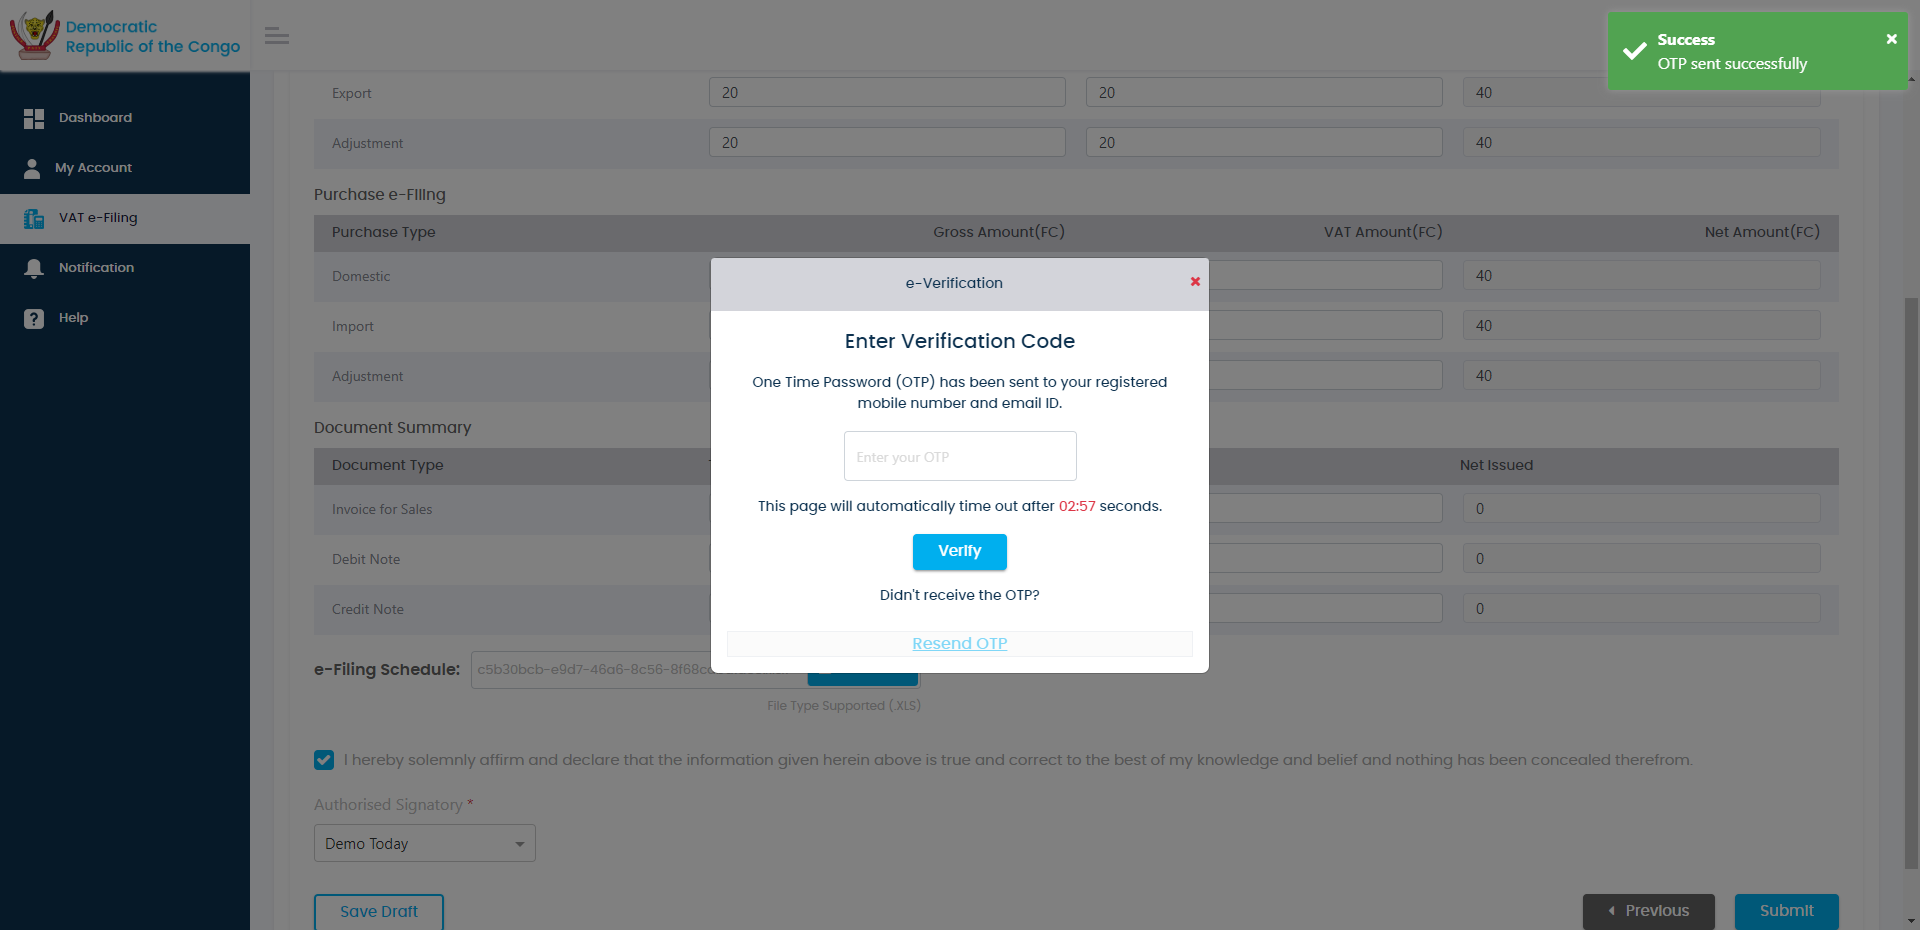 Democratic
Republic of the Congo
Success
OTP sent successfully
Dashboard
My Account
VAT e-Filing
Notification
Help
Export 20 20 40
Adjustment 20 20 40
Purchase e-Filing
Purchase Type Gross Amount(FC) VAT Amount(FC) Net Amount(FC)
Domestic 40
Import 40
Adjustment 40
Document Summary
Document Type Net Issued
Invoice for Sales 0
Debit Note 0
Credit Note 0
e-Verification
Enter Verification Code
One Time Password (OTP) has been sent to your registered
mobile number and email ID.
Enter your OTP
This page will automatically time out after 02:57 seconds.
Verify
Didn't receive the OTP?
Resend OTP
e-Filing Schedule: c5b30bcb-e9d7-46a6-8c56-8f68c
File Type Supported (.XLS)
I hereby solemnly affirm and declare that the information given herein above is true and correct to the best of my knowledge and belief and nothing has been concealed therefrom.
Authorised Signatory *
Demo Today
Save Draft
Previous
Submit